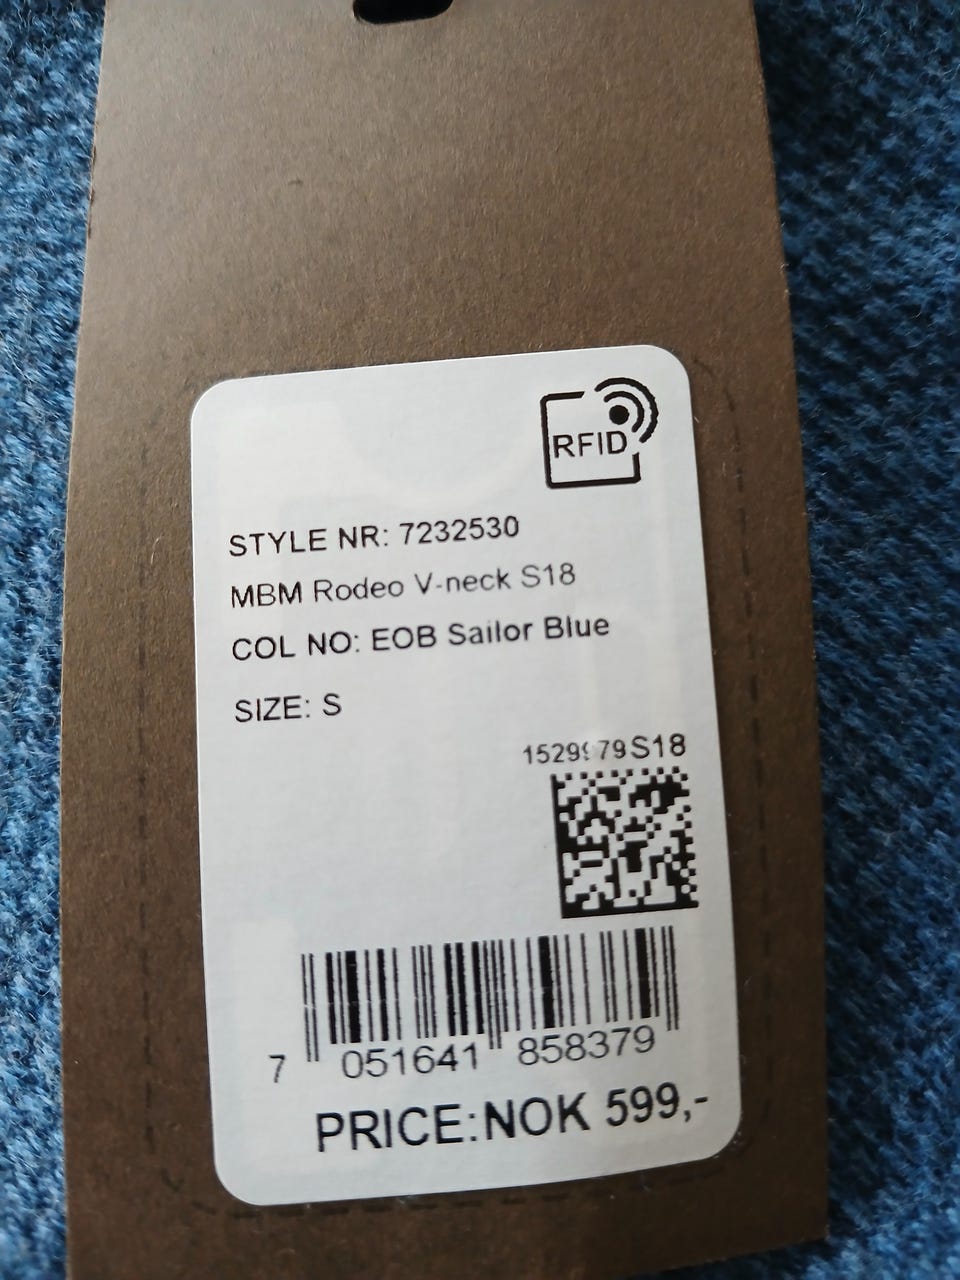 RFID
STYLE NR: 7232530
MBM Rodeo V-neck S18
COL NO: EOB Sailor Blue
SIZE: S
7 051641 858379
PRICE:NOK 599,-